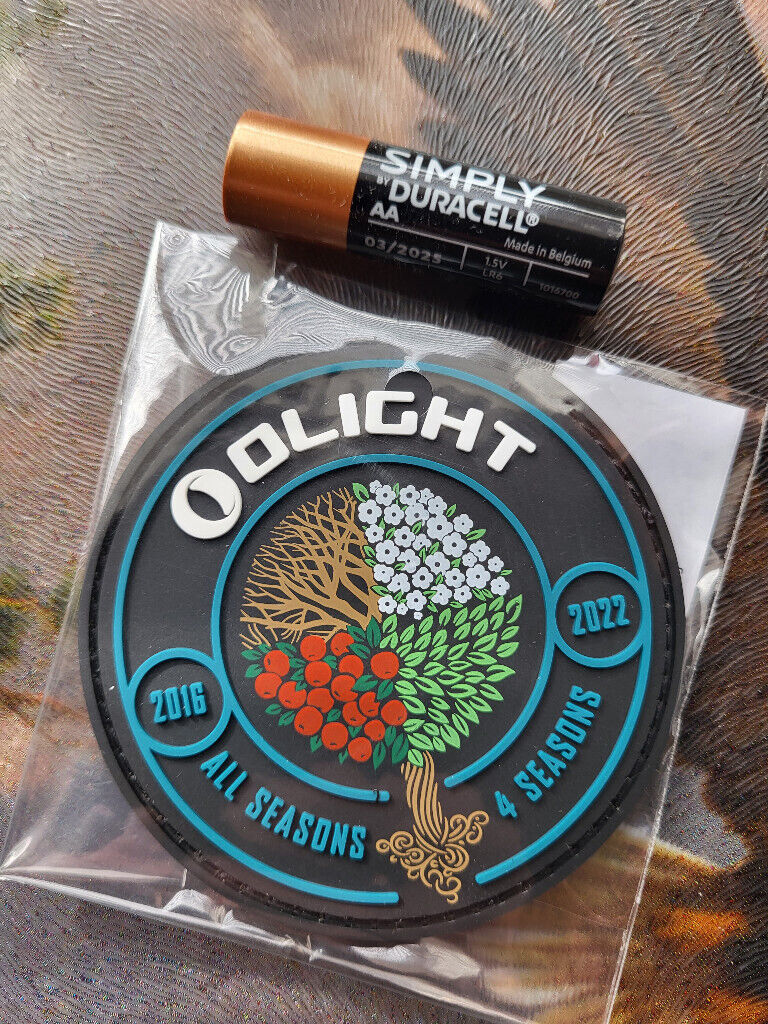 SIMPLY
BY DURACELL®
AA
Made in Belgium
03/2025
1.5V
LR6
1016700
OLIGHT
2022
2016
ALL SEASONS
4 SEASONS